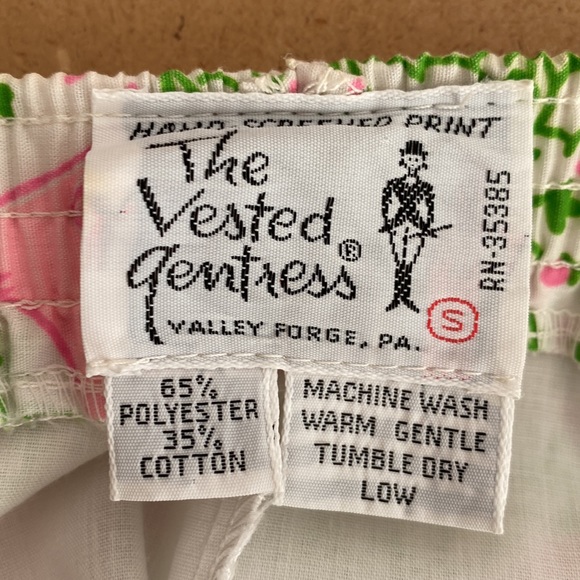 HAND SCREENED PRINT
The
Vested
Gentress®
VALLEY FORGE, PA.
S
RN-35385
65%
POLYESTER
35%
COTTON
MACHINE WASH
WARM GENTLE
TUMBLE DRY
LOW